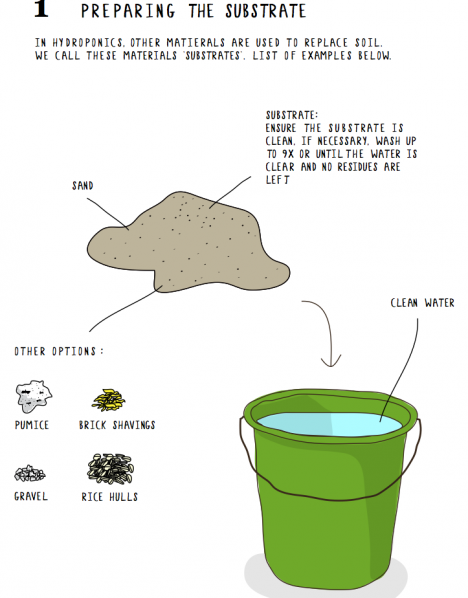 1 PREPARING THE SUBSTRATE
IN HYDROPONICS, OTHER MATIERALS ARE USED TO REPLACE SOIL.
WE CALL THESE MATERIALS 'SUBSTRATES'. LIST OF EXAMPLES BELOW.
SUBSTRATE:
ENSURE THE SUBSTRATE IS
CLEAN. IF NECESSARY, WASH UP
TO 9X OR UNTIL THE WATER IS
CLEAR AND NO RESIDUES ARE
LEFT
SAND
CLEAN WATER
OTHER OPTIONS:
PUMICE
BRICK SHAVINGS
GRAVEL
RICE HULLS